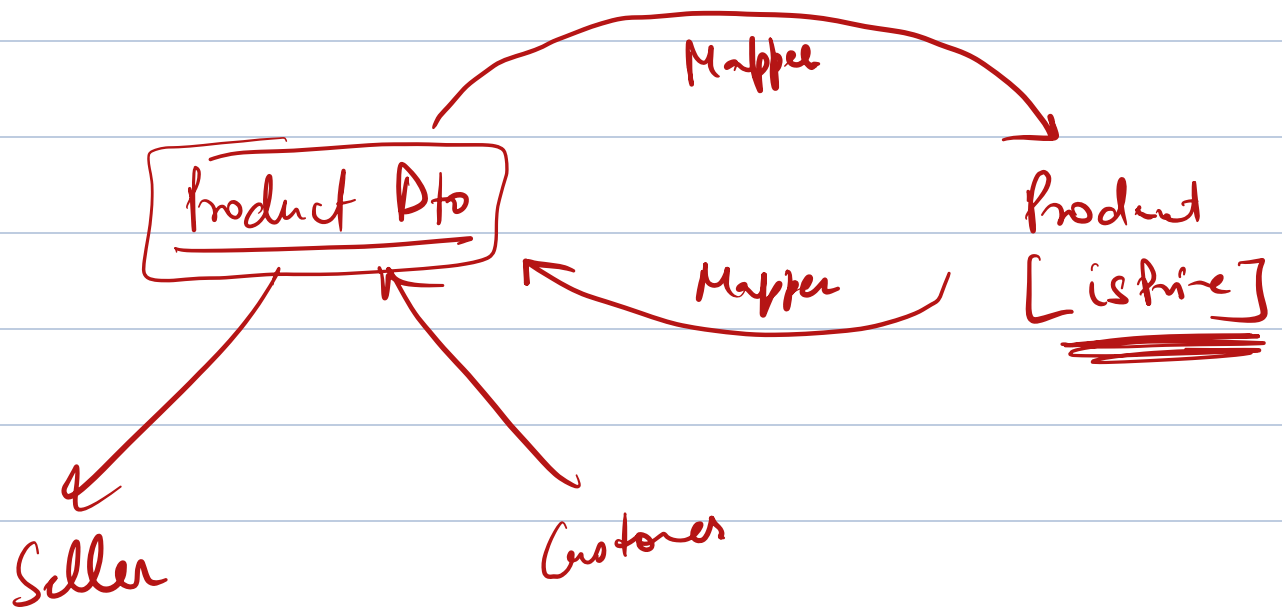 Mapper
Product Dto
Product
Mapper
[isPrime]
Seller
Customer